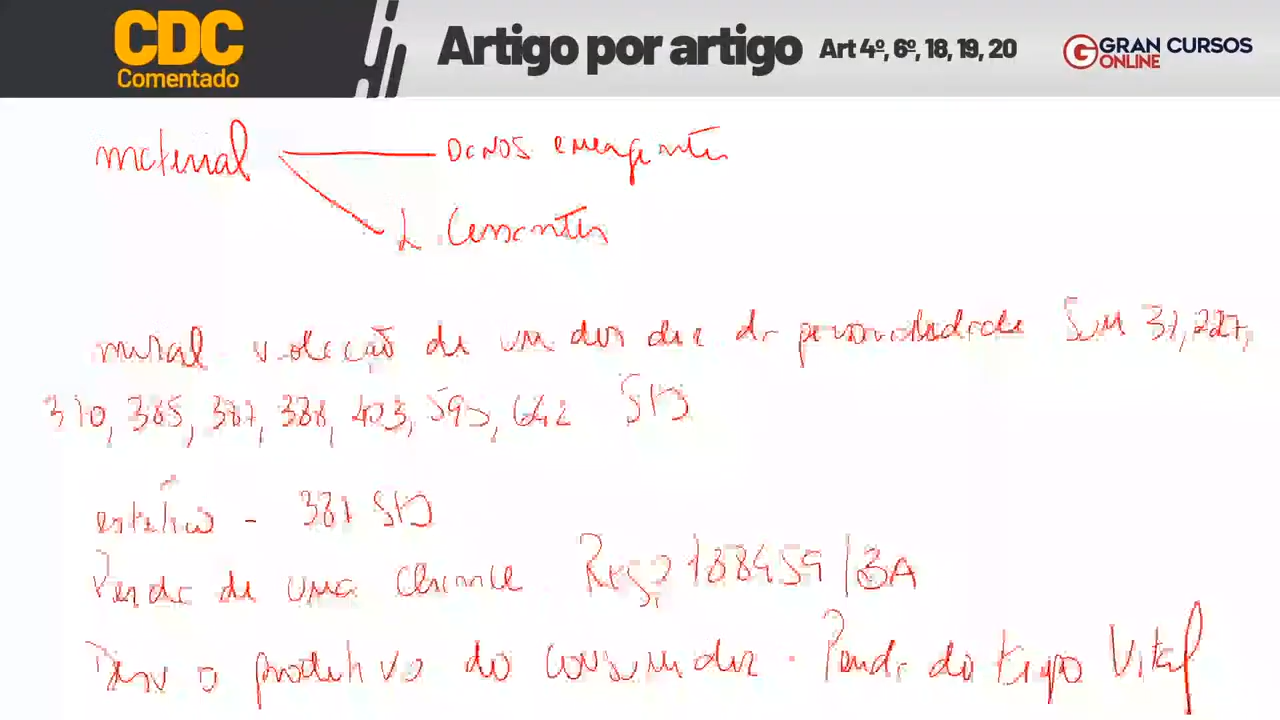 CDC
Comentado
Artigo por artigo Art 4º, 6º, 18, 19, 20
GRAN CURSOS
ONLINE
material
Danos emergentes
L. Cessantes
moral - violação de um dos dir da personalidade Sum 37, 227,
370, 385, 387, 388, 403, 595, 642 STJ
estético - 387 STJ
Perda de uma chance Resp 788459/BA
Desv o produtivo do consumidor. Perda do tempo Vital